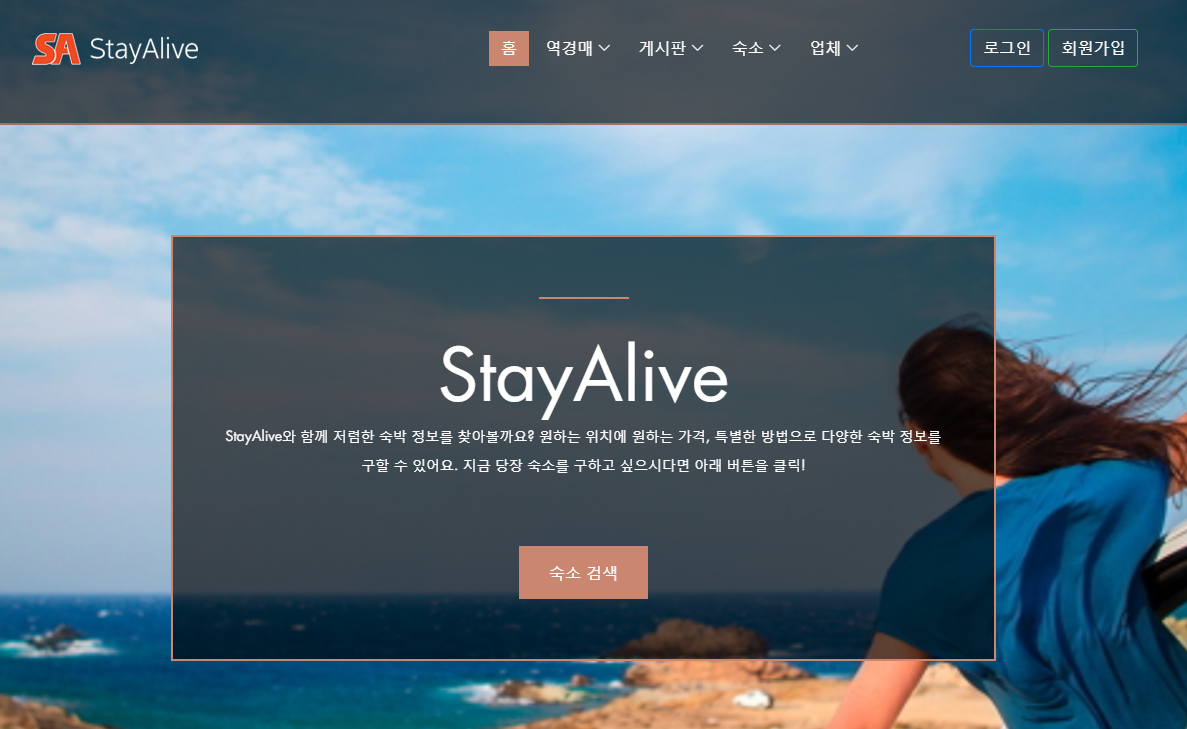 SA StayAlive
홈 역경매 게시판 숙소 업체 로그인 회원가입
StayAlive
StayAlive와 함께 저렴한 숙박 정보를 찾아볼까요? 원하는 위치에 원하는 가격, 특별한 방법으로 다양한 숙박 정보를
구할 수 있어요. 지금 당장 숙소를 구하고 싶으시다면 아래 버튼을 클릭!
숙소 검색